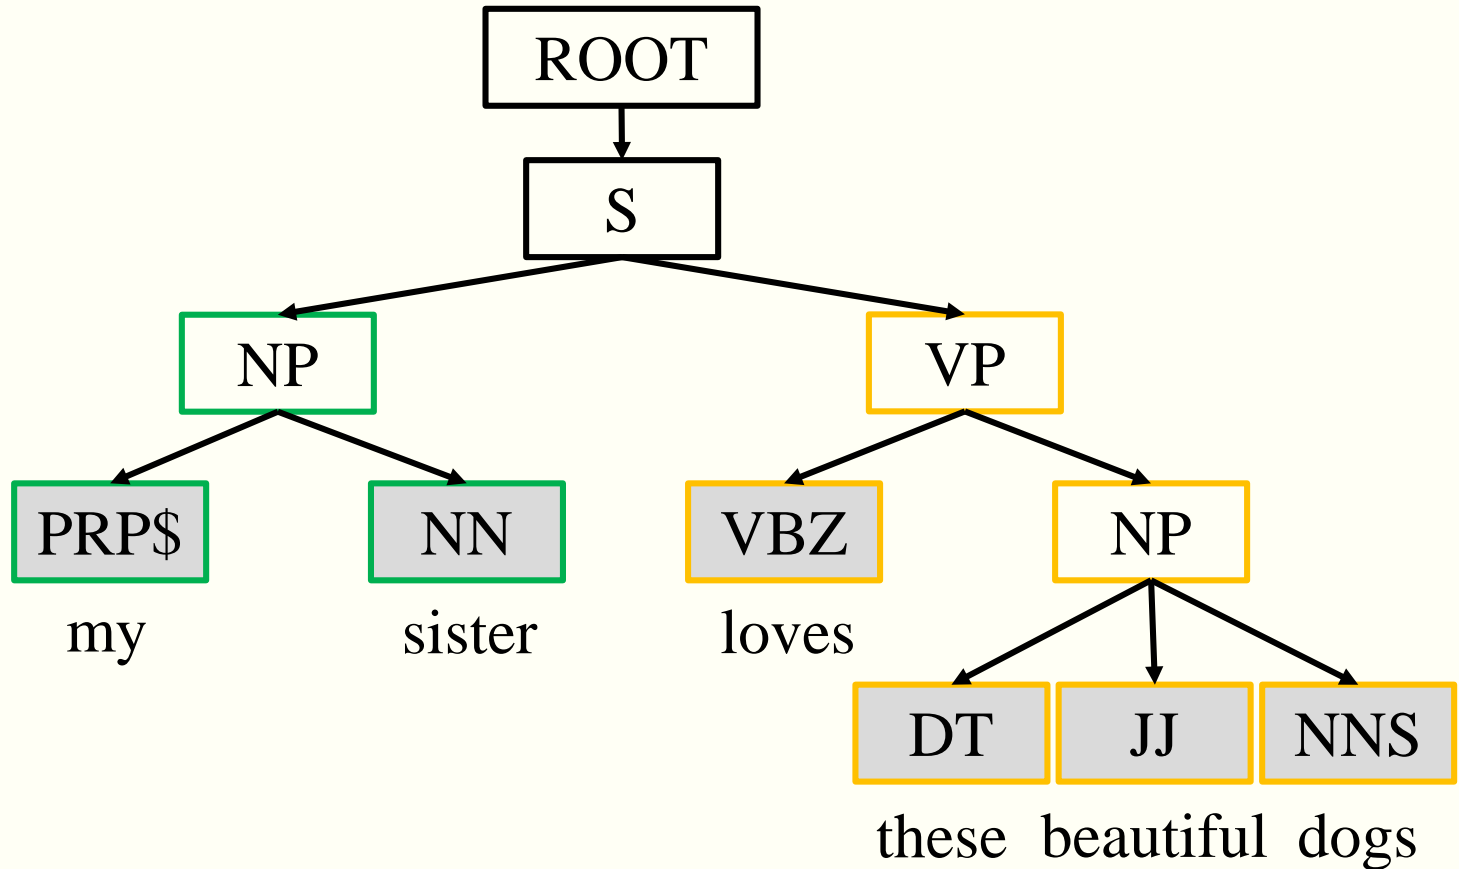 ROOT
S
NP VP
PRP$ NN VBZ NP
my sister loves
DT JJ NNS
these beautiful dogs